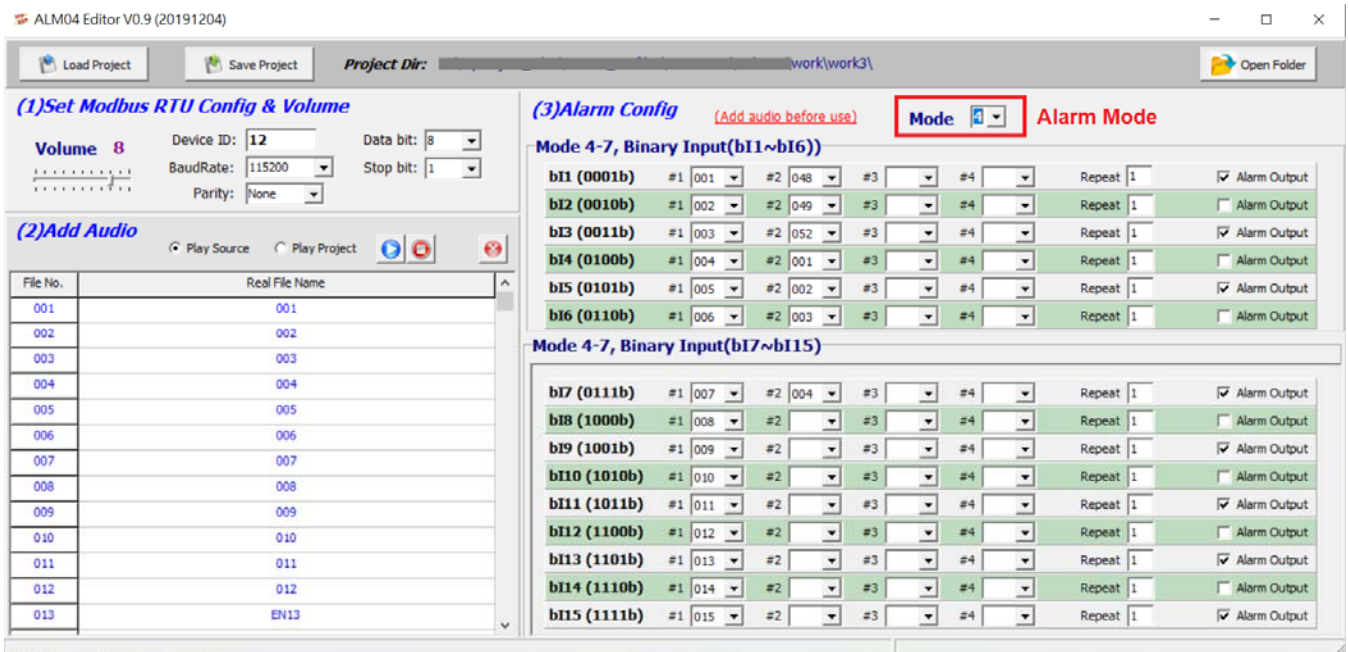 ALM04 Editor V0.9 (20191204)
Load Project Save Project Project Dir: work\work3\ Open Folder
(1)Set Modbus RTU Config & Volume
Volume 8
Device ID: 12 Data bit: 8
BaudRate: 115200 Stop bit: 1
Parity: None
(2)Add Audio
Play Source Play Project
File No. Real File Name
001 001
002 002
003 003
004 004
005 005
006 006
007 007
008 008
009 009
010 010
011 011
012 012
013 EN13
(3)Alarm Config (Add audio before use) Mode 4 Alarm Mode
Mode 4-7, Binary Input(bI1~bI6))
bI1 (0001b) #1 001 #2 048 #3 #4 Repeat 1 Alarm Output
bI2 (0010b) #1 002 #2 049 #3 #4 Repeat 1 Alarm Output
bI3 (0011b) #1 003 #2 052 #3 #4 Repeat 1 Alarm Output
bI4 (0100b) #1 004 #2 001 #3 #4 Repeat 1 Alarm Output
bI5 (0101b) #1 005 #2 002 #3 #4 Repeat 1 Alarm Output
bI6 (0110b) #1 006 #2 003 #3 #4 Repeat 1 Alarm Output
Mode 4-7, Binary Input(bI7~bI15)
bI7 (0111b) #1 007 #2 004 #3 #4 Repeat 1 Alarm Output
bI8 (1000b) #1 008 #2 #3 #4 Repeat 1 Alarm Output
bI9 (1001b) #1 009 #2 #3 #4 Repeat 1 Alarm Output
bI10 (1010b) #1 010 #2 #3 #4 Repeat 1 Alarm Output
bI11 (1011b) #1 011 #2 #3 #4 Repeat 1 Alarm Output
bI12 (1100b) #1 012 #2 #3 #4 Repeat 1 Alarm Output
bI13 (1101b) #1 013 #2 #3 #4 Repeat 1 Alarm Output
bI14 (1110b) #1 014 #2 #3 #4 Repeat 1 Alarm Output
bI15 (1111b) #1 015 #2 #3 #4 Repeat 1 Alarm Output